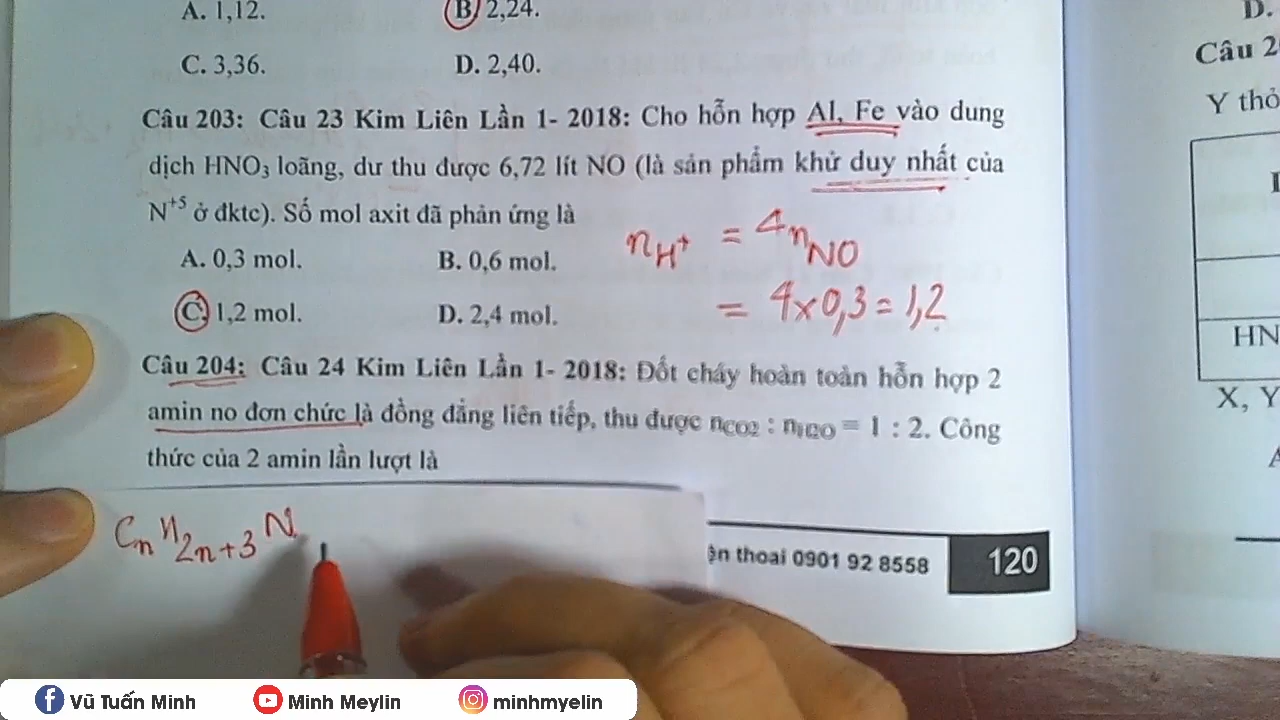 A. 1,12. B. 2,24.
C. 3,36. D. 2,40.
Câu 203: Câu 23 Kim Liên Lần 1- 2018: Cho hỗn hợp Al, Fe vào dung
dịch HNO₃ loãng, dư thu được 6,72 lít NO (là sản phẩm khử duy nhất của
N⁺⁵ ở đktc). Số mol axit đã phản ứng là
A. 0,3 mol. B. 0,6 mol.
C. 1,2 mol. D. 2,4 mol.
n_H⁺ = 4n_NO
= 4x0,3 = 1,2
Câu 204: Câu 24 Kim Liên Lần 1- 2018: Đốt cháy hoàn toàn hỗn hợp 2
amin no đơn chức là đồng đẳng liên tiếp, thu được nCO2 : nH2O = 1 : 2. Công
thức của 2 amin lần lượt là
CₙH₂ₙ₊₃N
thoại 0901 92 8558 120
D.
Câu 2
Y thỏ
HN
X, Y
Vũ Tuấn Minh Minh Meylin minhmyelin